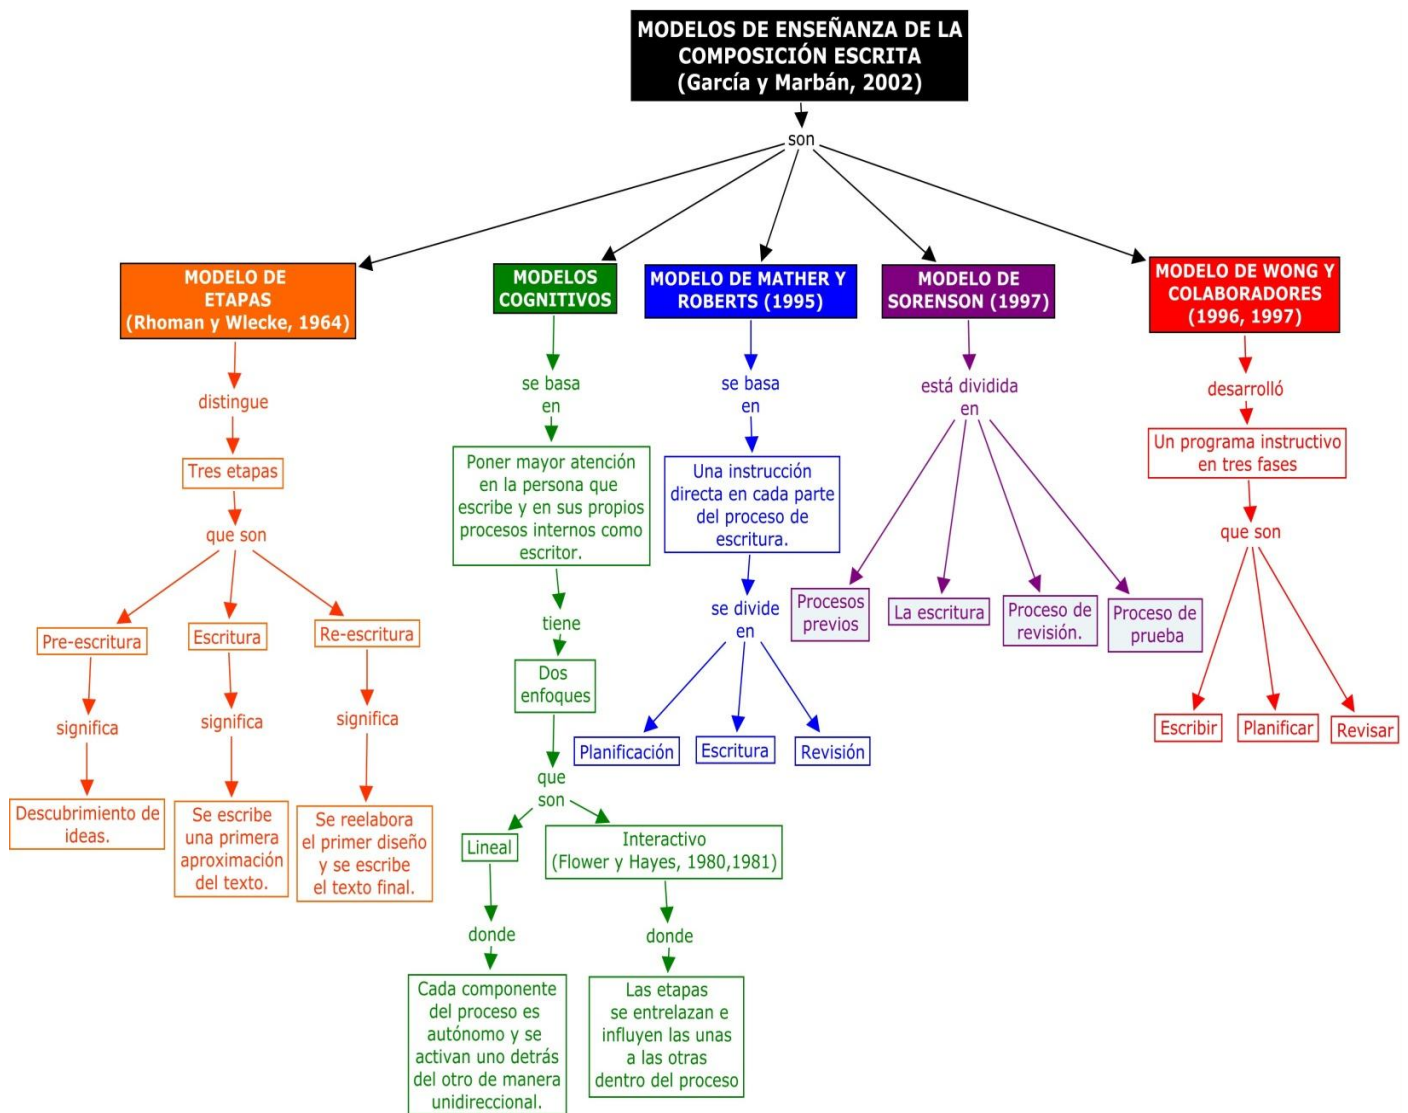 MODELOS DE ENSEÑANZA DE LA
COMPOSICIÓN ESCRITA
(García y Marbán, 2002)
son
MODELO DE
ETAPAS
(Rhoman y Wlecke, 1964)
distingue
Tres etapas
que son
Pre-escritura
significa
Descubrimiento de
ideas.
Escritura
significa
Se escribe
una primera
aproximación
del texto.
Re-escritura
significa
Se reelabora
el primer diseño
y se escribe
el texto final.
MODELOS
COGNITIVOS
se basa
en
Poner mayor atención
en la persona que
escribe y en sus propios
procesos internos como
escritor.
tiene
Dos
enfoques
que
son
Lineal
donde
Cada componente
del proceso es
autónomo y se
activan uno detrás
del otro de manera
unidireccional.
Interactivo
(Flower y Hayes, 1980,1981)
donde
Las etapas
se entrelazan e
influyen las unas
a las otras
dentro del proceso
MODELO DE MATHER Y
ROBERTS (1995)
se basa
en
Una instrucción
directa en cada parte
del proceso de
escritura.
se divide
en
Planificación
Escritura
Revisión
MODELO DE
SORENSON (1997)
está dividida
en
Procesos
previos
La escritura
Proceso de
revisión.
Proceso de
prueba
MODELO DE WONG Y
COLABORADORES
(1996, 1997)
desarrolló
Un programa instructivo
en tres fases
que son
Escribir
Planificar
Revisar